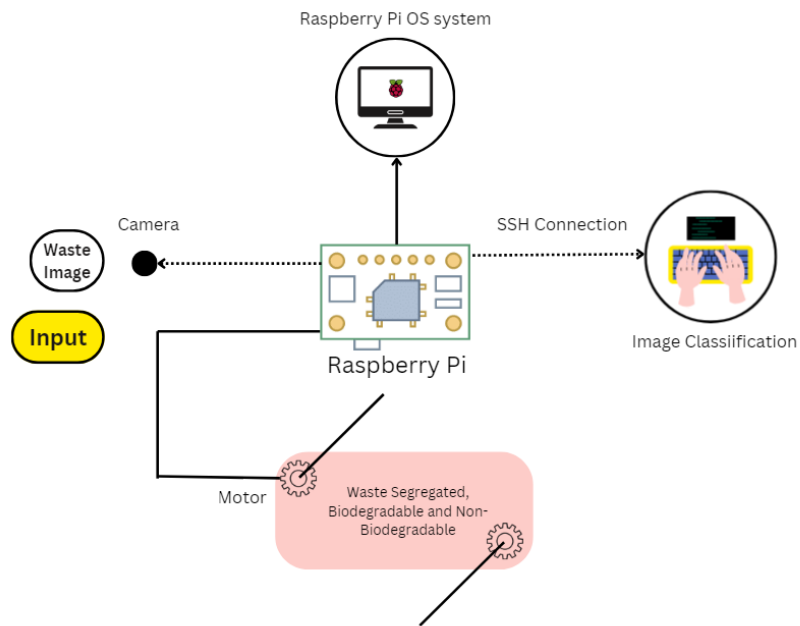 Raspberry Pi OS system
Camera
SSH Connection
Waste
Image
Input
Image Classiification
Raspberry Pi
Motor
Waste Segregated,
Biodegradable and Non-
Biodegradable